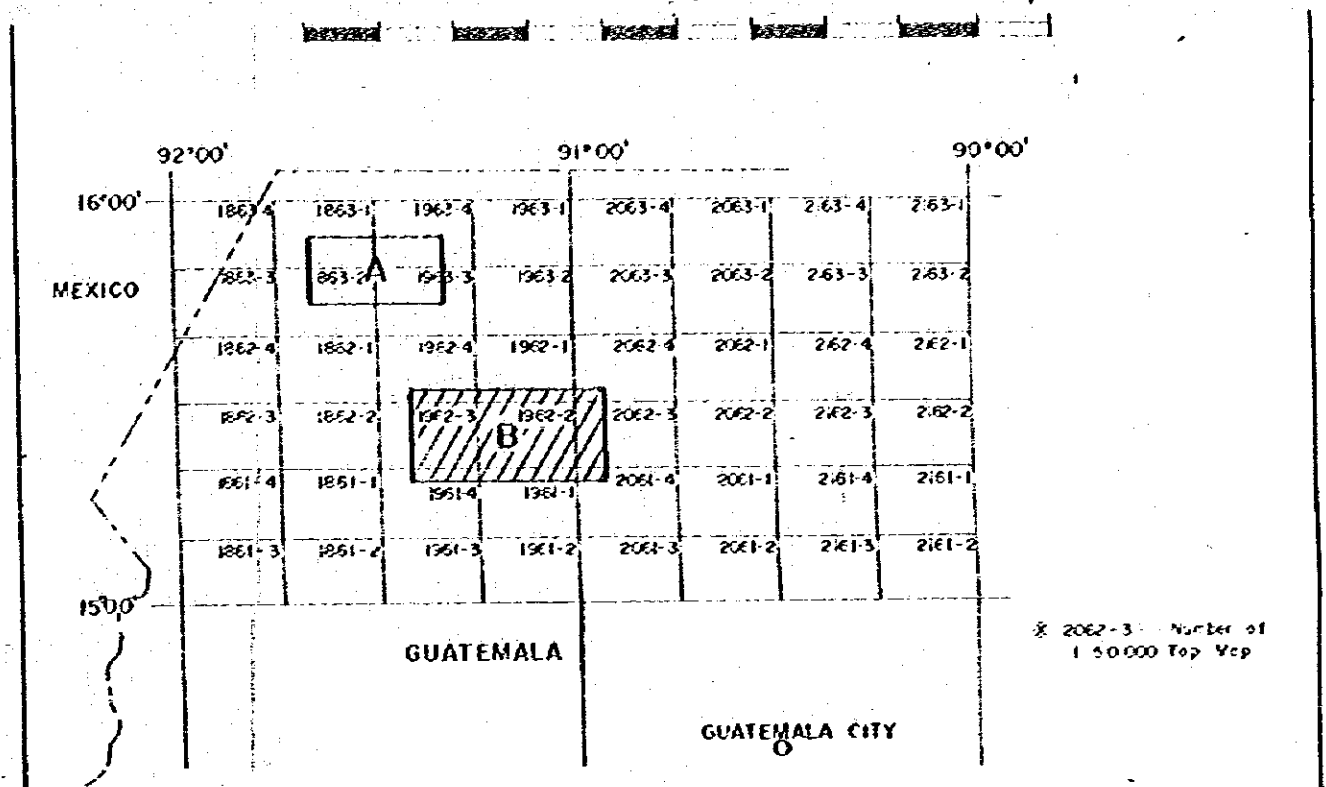 92°00' 91°00' 90°00'
16°00'
1863-4 1863-1 1963-4 1963-1 2063-4 2063-1 2163-4 2163-1
A
MEXICO
1863-3 863-2 1963-3 1963-2 2063-3 2063-2 2163-3 2163-2
1862-4 1862-1 1962-4 1962-1 2062-4 2062-1 2162-4 2162-1
1862-3 1862-2 1962-3 1962-2 2062-3 2062-2 2162-3 2162-2
B
1861-4 1861-1 1961-4 1961-1 2061-4 2061-1 2161-4 2161-1
1861-3 1861-2 1961-3 1961-2 2061-3 2061-2 2161-3 2161-2
15°00'
※ 2062-3 Number of
1 50000 Top Map
GUATEMALA
GUATEMALA CITY